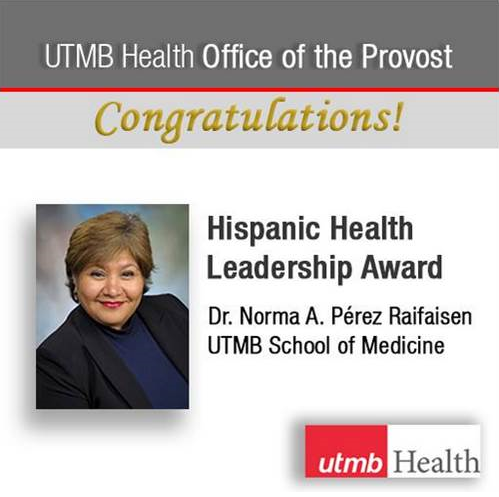 UTMB Health Office of the Provost
Congratulations!
Hispanic Health
Leadership Award
Dr. Norma A. Pérez Raifaisen
UTMB School of Medicine
utmb Health